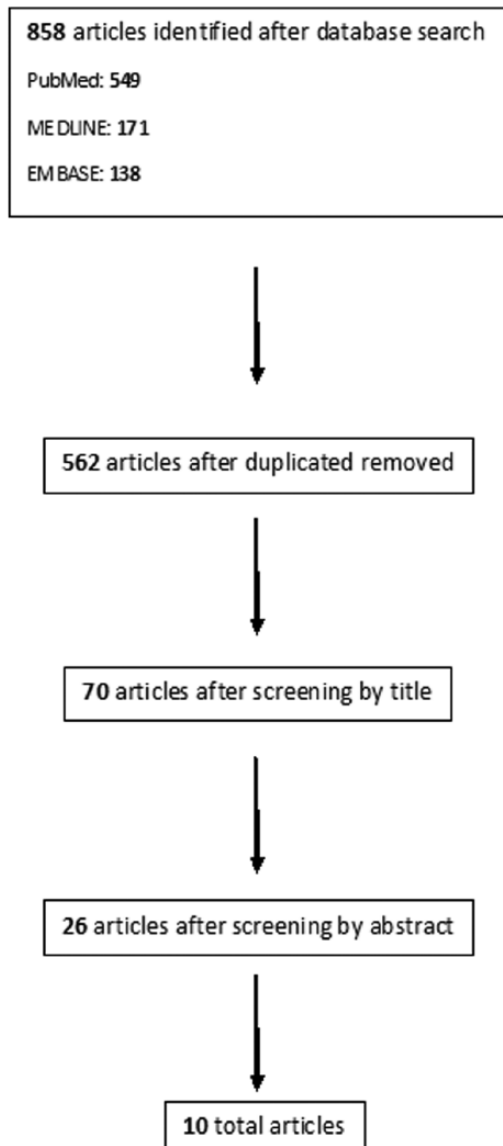 858 articles identified after database search
PubMed: 549
MEDLINE: 171
EMBASE: 138
562 articles after duplicated removed
70 articles after screening by title
26 articles after screening by abstract
10 total articles